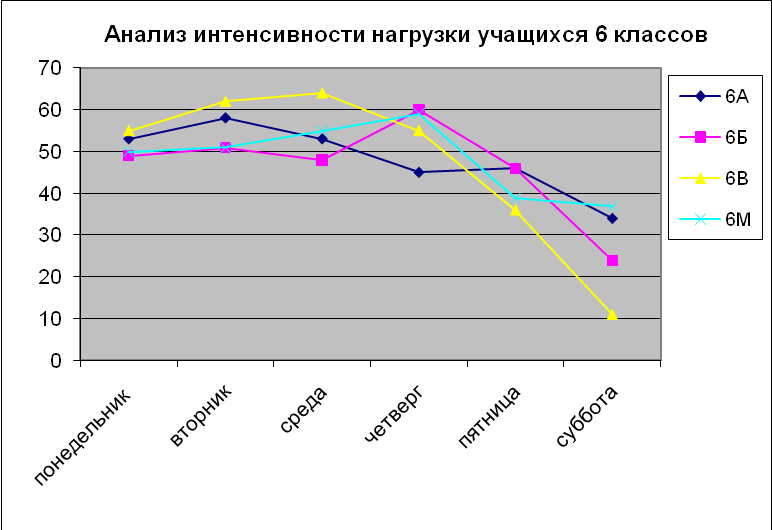 Анализ интенсивности нагрузки учащихся 6 классов
70
60
50
40
30
20
10
0
понедельник
вторник
среда
четверг
пятница
суббота
6А
6Б
6В
6М